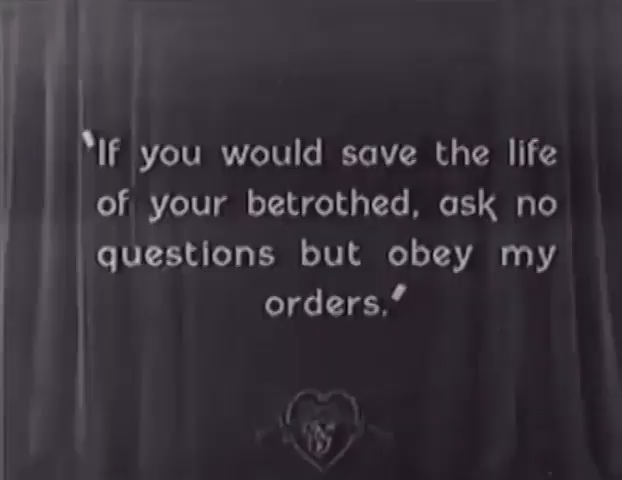 'If you would save the life
of your betrothed, ask no
questions but obey my
orders.'